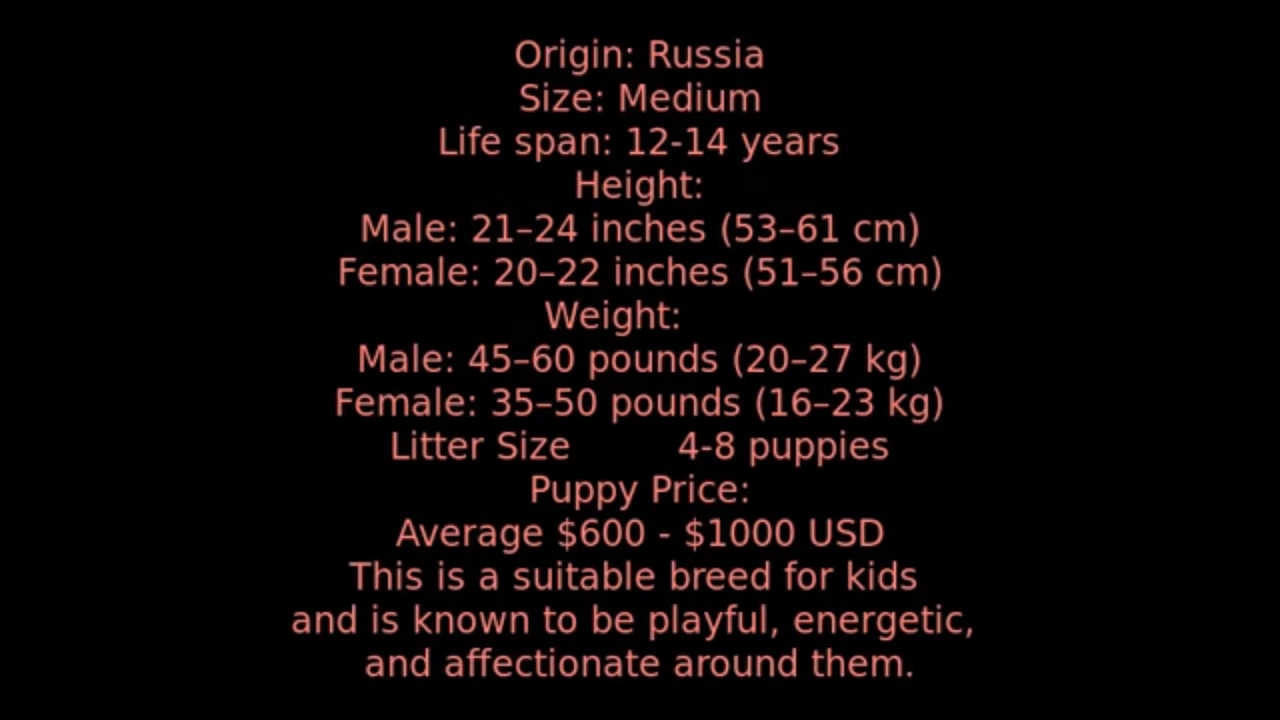 Origin: Russia
Size: Medium
Life span: 12-14 years
Height:
Male: 21–24 inches (53–61 cm)
Female: 20–22 inches (51–56 cm)
Weight:
Male: 45–60 pounds (20–27 kg)
Female: 35–50 pounds (16–23 kg)
Litter Size 4-8 puppies
Puppy Price:
Average $600 - $1000 USD
This is a suitable breed for kids
and is known to be playful, energetic,
and affectionate around them.